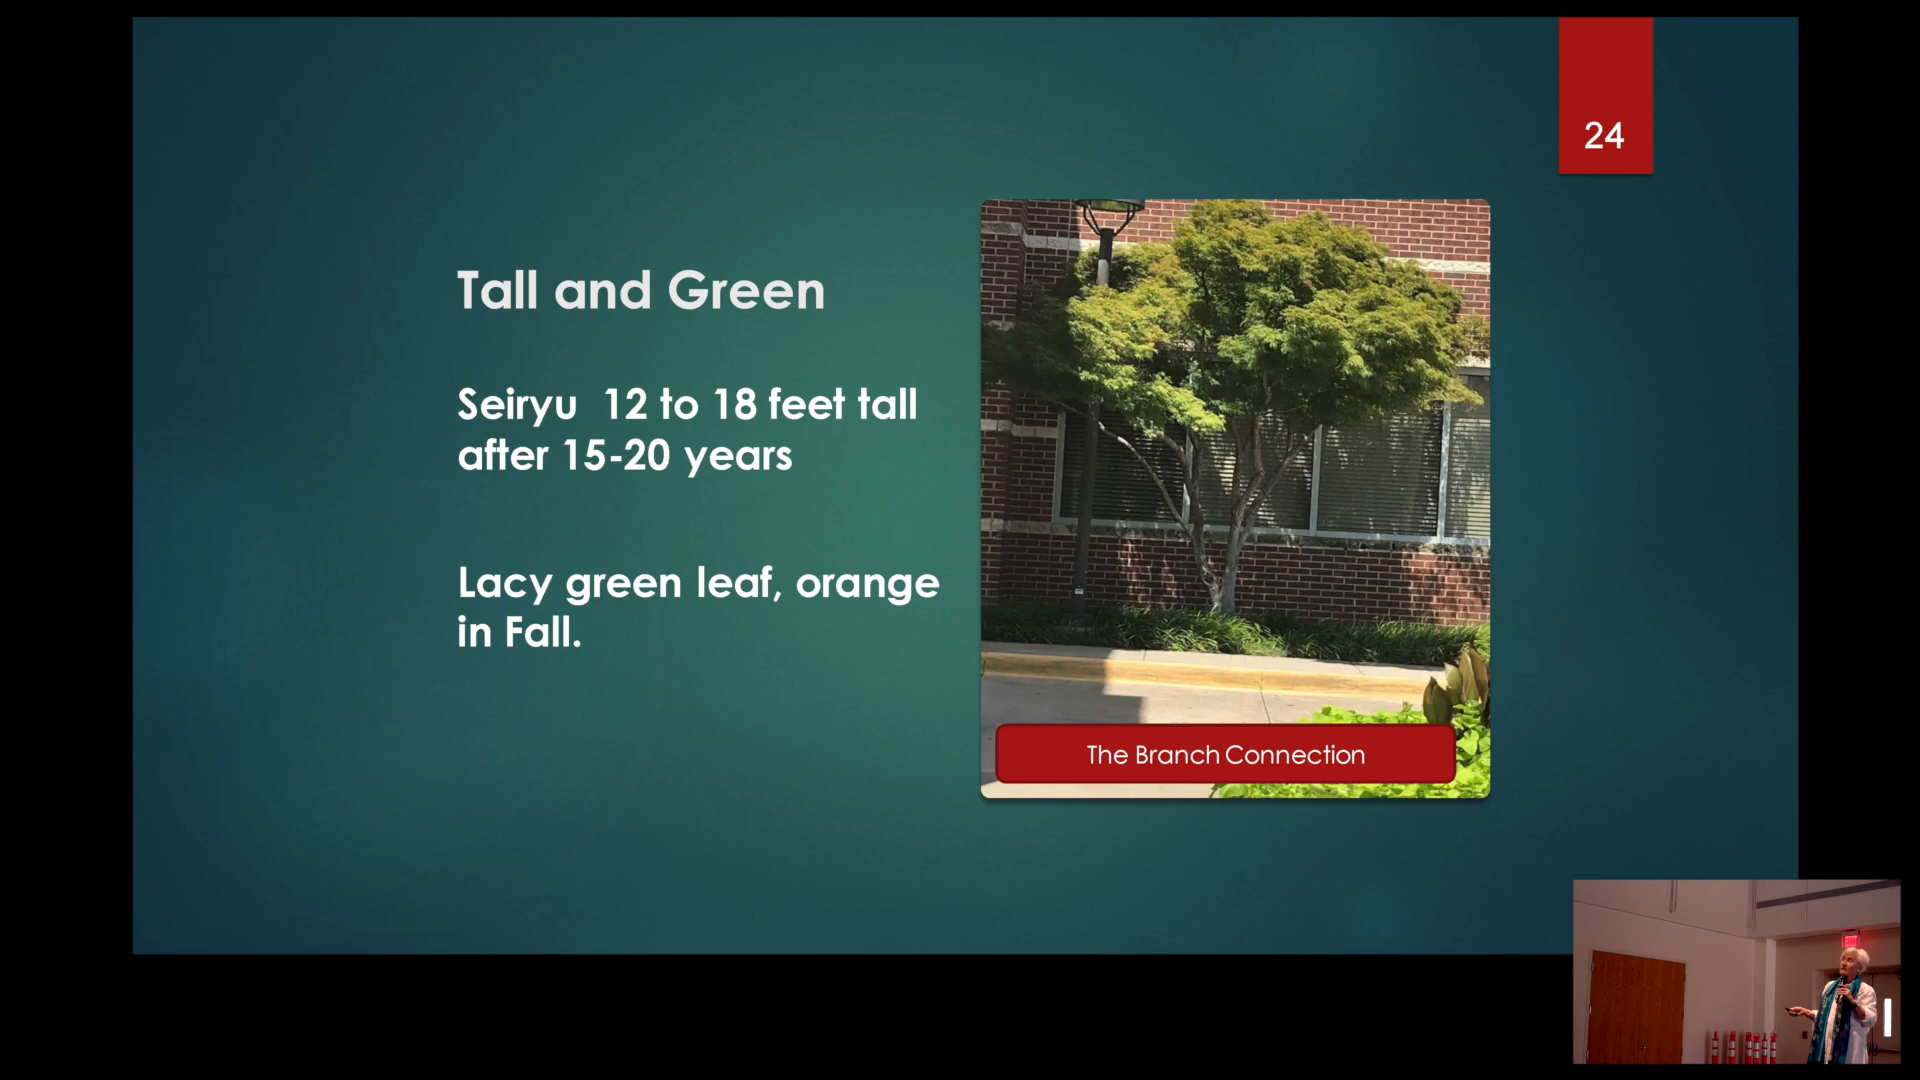 24
Tall and Green
Seiryu 12 to 18 feet tall
after 15-20 years
Lacy green leaf, orange
in Fall.
The Branch Connection